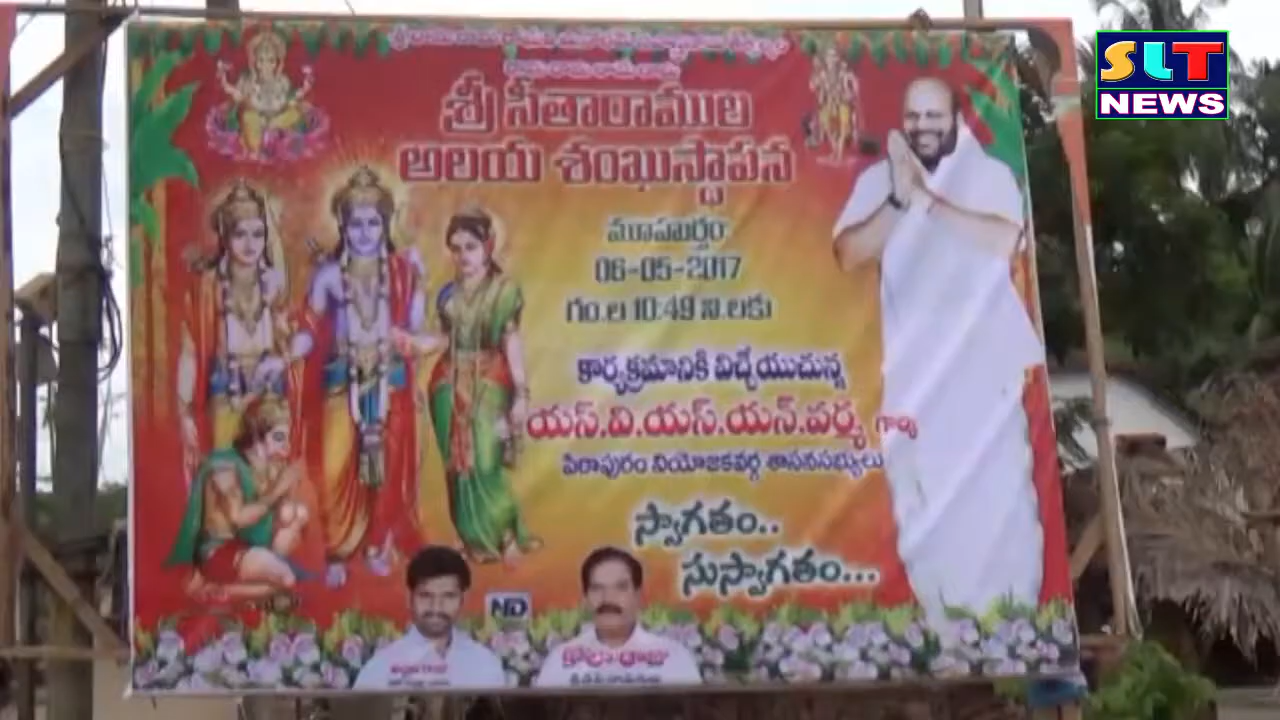 SLT
NEWS
శ్రీ సీతారాముల
అలయ శంఖుస్టాపన
మూహుర్తం
06-05-2017
గం.ల 10:49 ని.లకు
కార్యక్రమానికి విచ్చేయుచున్న
యస్.వి.యస్.యన్.వర్మ గార్కి
పిఠాపురం నియోజకవర్గ శాసనసభ్యులు
స్వాగతం..
సుస్వాగతం...
ND